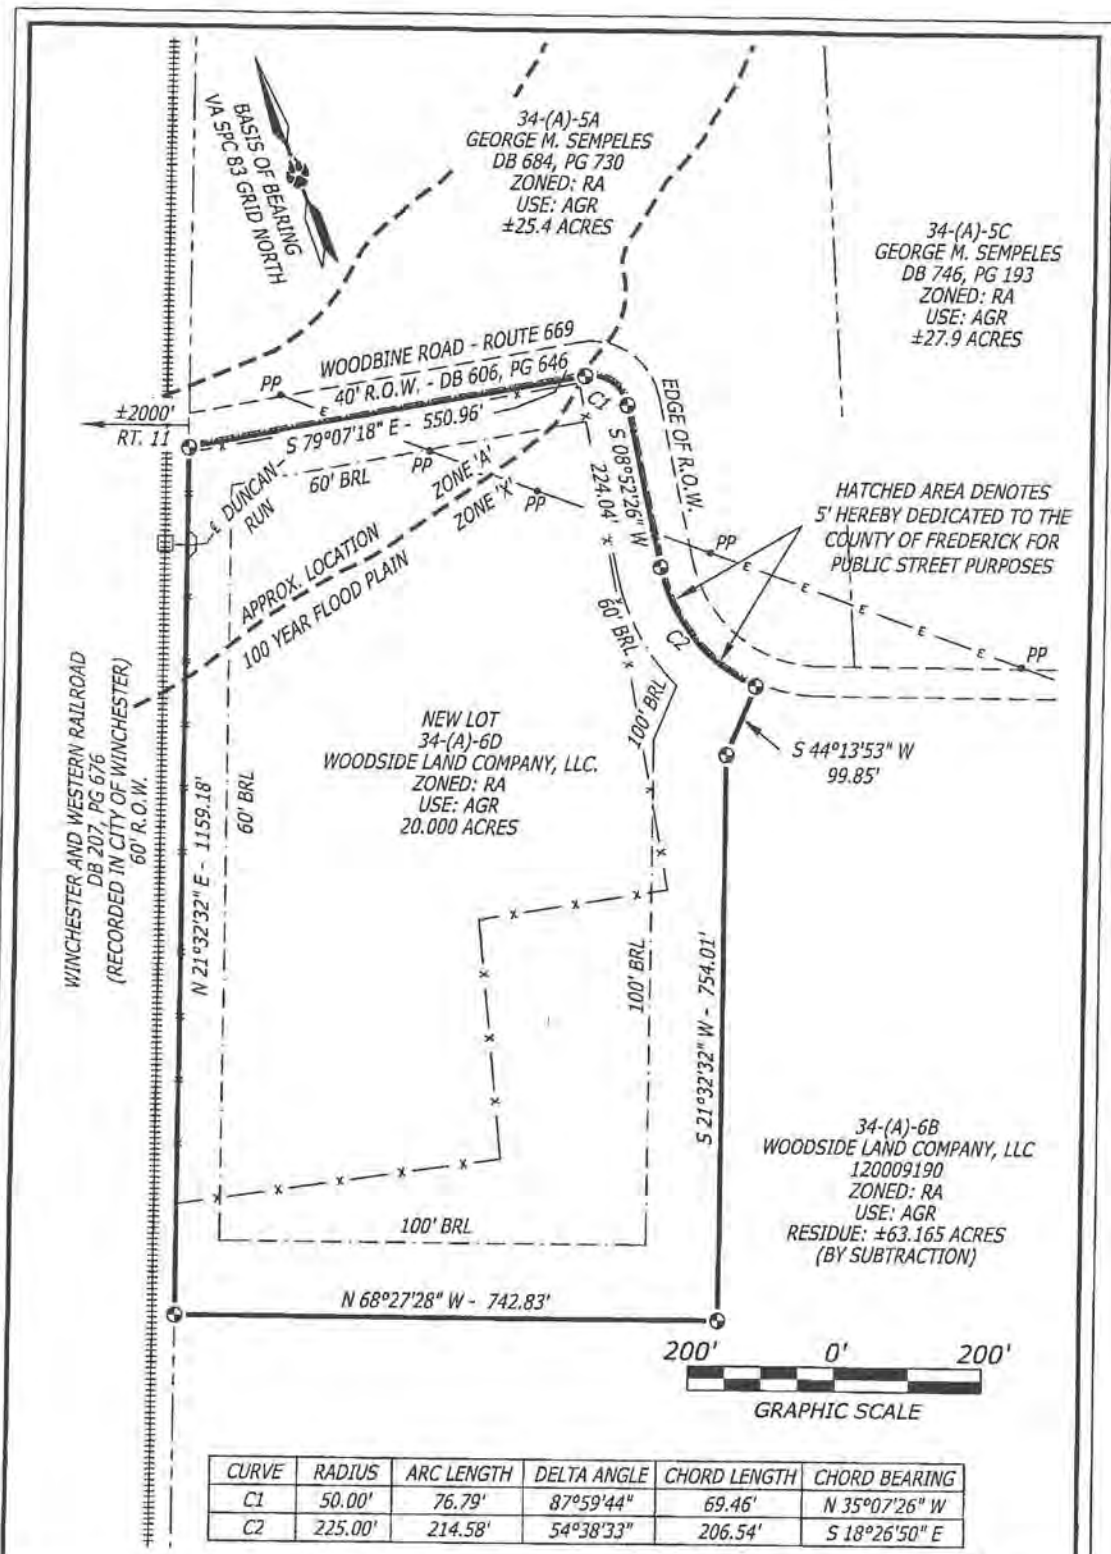 BASIS OF BEARING
VA SPC 83 GRID NORTH
34-(A)-5A
GEORGE M. SEMPELES
DB 684, PG 730
ZONED: RA
USE: AGR
±25.4 ACRES
34-(A)-5C
GEORGE M. SEMPELES
DB 746, PG 193
ZONED: RA
USE: AGR
±27.9 ACRES
WOODBINE ROAD - ROUTE 669
40' R.O.W. - DB 606, PG 646
PP
E
±2000'
RT. 11
S 79°07'18" E - 550.96'
C1
EDGE OF R.O.W.
S 08°52'26" W
224.04'
60' BRL
PP
PP
ZONE 'A'
ZONE 'X'
DUNCAN
RUN
APPROX. LOCATION
100 YEAR FLOOD PLAIN
HATCHED AREA DENOTES
5' HEREBY DEDICATED TO THE
COUNTY OF FREDERICK FOR
PUBLIC STREET PURPOSES
PP
E
E
E
PP
60' BRL
C2
100' BRL
S 44°13'53" W
99.85'
WINCHESTER AND WESTERN RAILROAD
DB 207, PG 676
(RECORDED IN CITY OF WINCHESTER)
60' R.O.W.
N 21°32'32" E - 1159.18'
60' BRL
NEW LOT
34-(A)-6D
WOODSIDE LAND COMPANY, LLC.
ZONED: RA
USE: AGR
20.000 ACRES
100' BRL
S 21°32'32" W - 754.01'
34-(A)-6B
WOODSIDE LAND COMPANY, LLC
120009190
ZONED: RA
USE: AGR
RESIDUE: ±63.165 ACRES
(BY SUBTRACTION)
100' BRL
N 68°27'28" W - 742.83'
200' 0' 200'
GRAPHIC SCALE
CURVE RADIUS ARC LENGTH DELTA ANGLE CHORD LENGTH CHORD BEARING
C1 50.00' 76.79' 87°59'44" 69.46' N 35°07'26" W
C2 225.00' 214.58' 54°38'33" 206.54' S 18°26'50" E